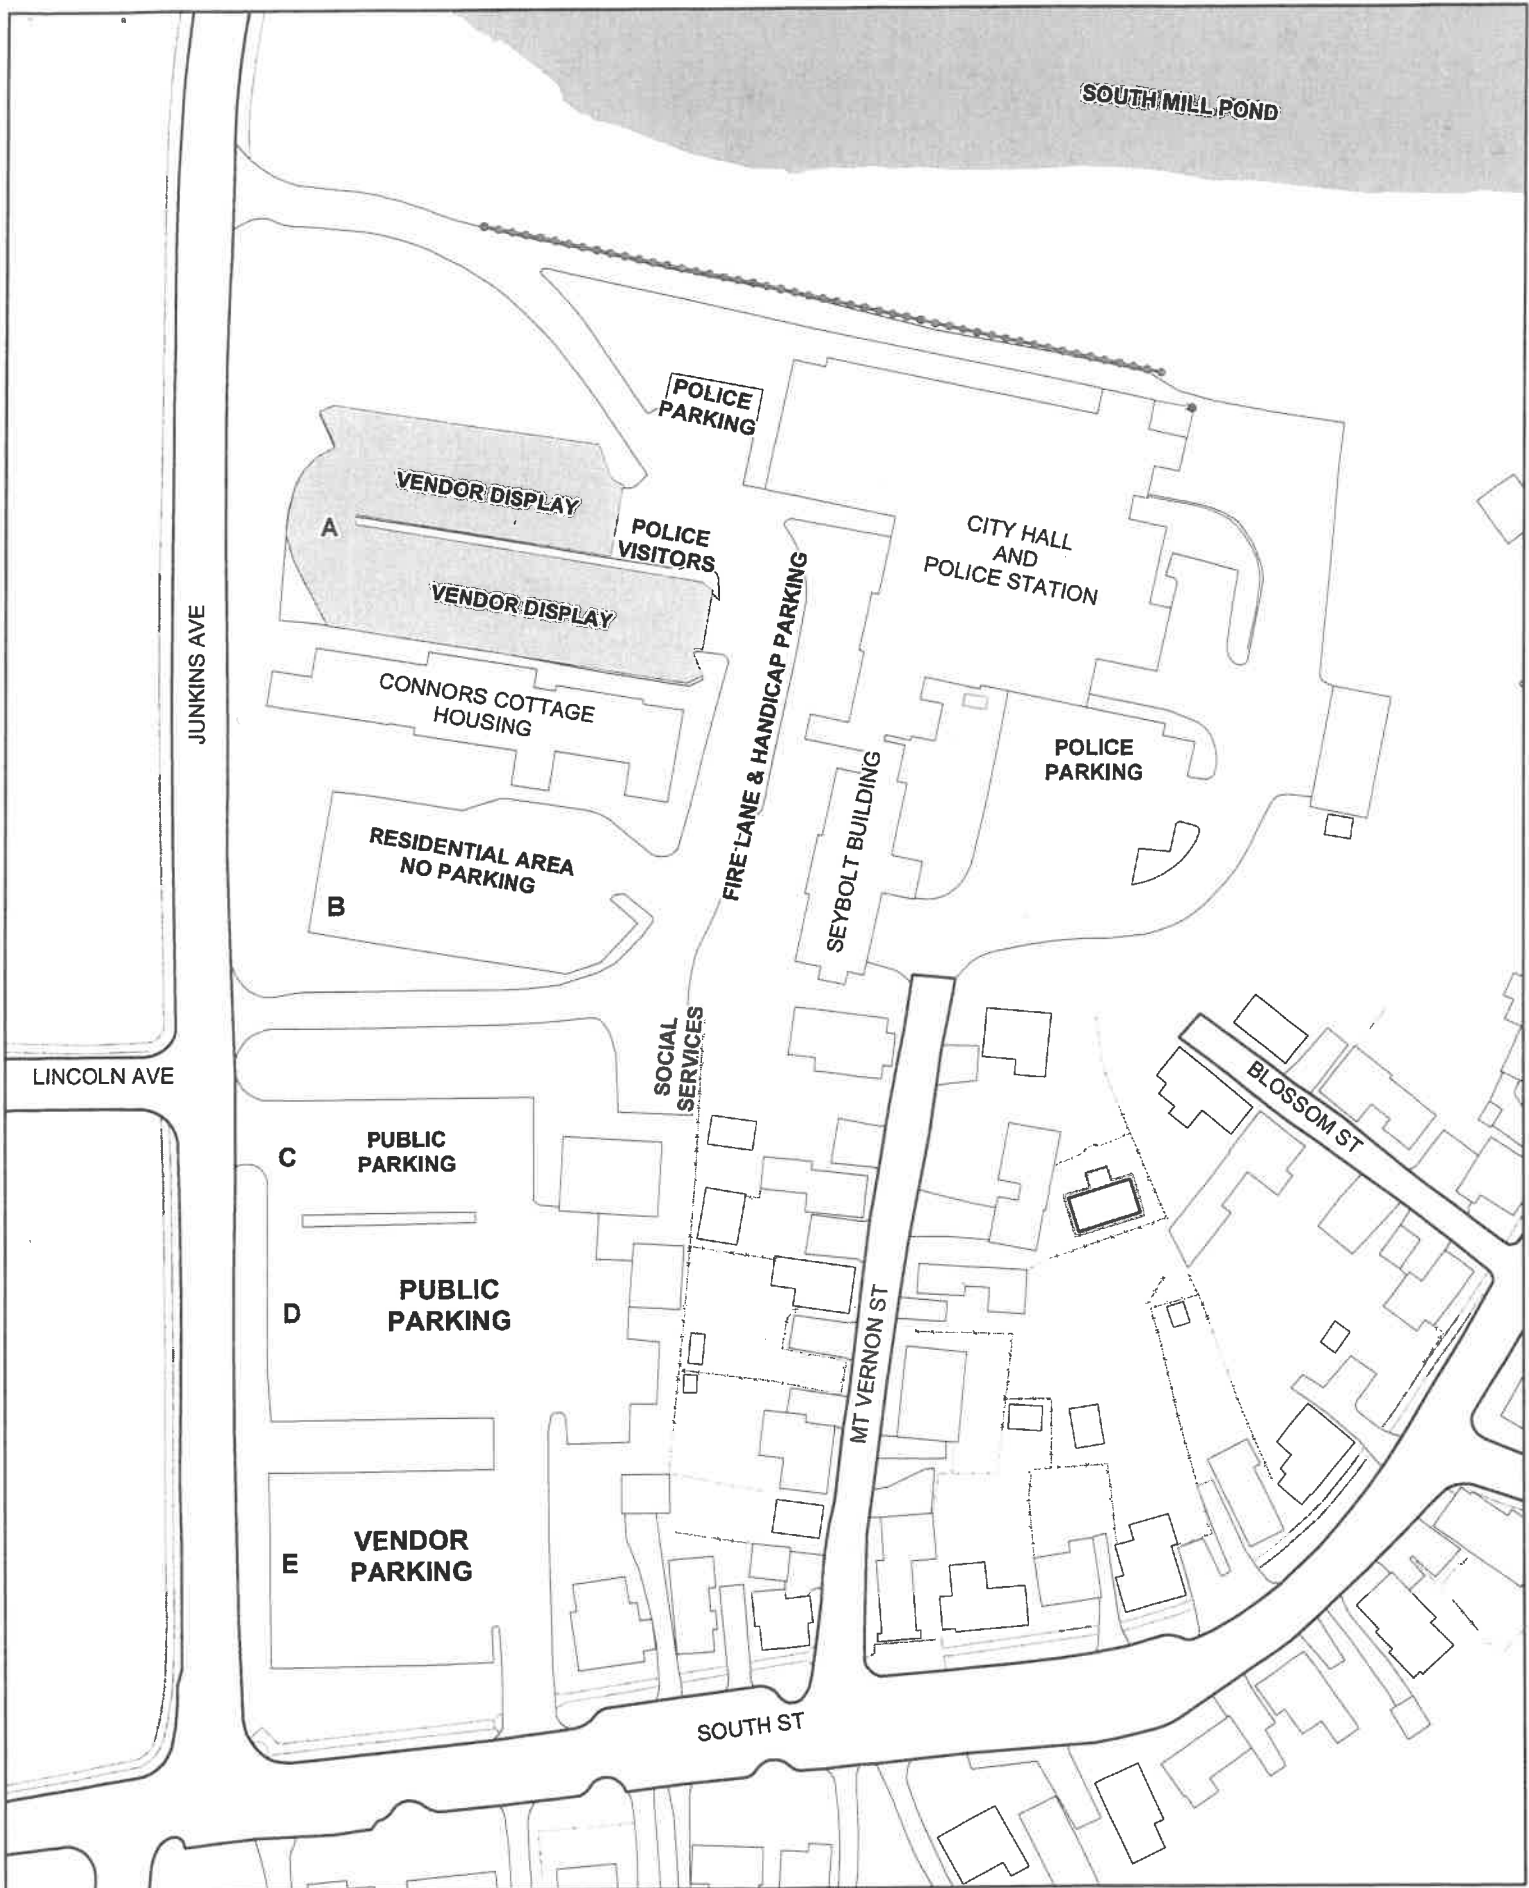 SOUTH MILL POND
POLICE
PARKING
VENDOR DISPLAY
A
POLICE
VISITORS
VENDOR DISPLAY
CITY HALL
AND
POLICE STATION
JUNKINS AVE
CONNORS COTTAGE
HOUSING
FIRE LANE & HANDICAP PARKING
POLICE
PARKING
SEYBOLT BUILDING
RESIDENTIAL AREA
NO PARKING
B
SOCIAL
SERVICES
LINCOLN AVE
BLOSSOM ST
C
PUBLIC
PARKING
D
PUBLIC
PARKING
MT VERNON ST
E
VENDOR
PARKING
SOUTH ST